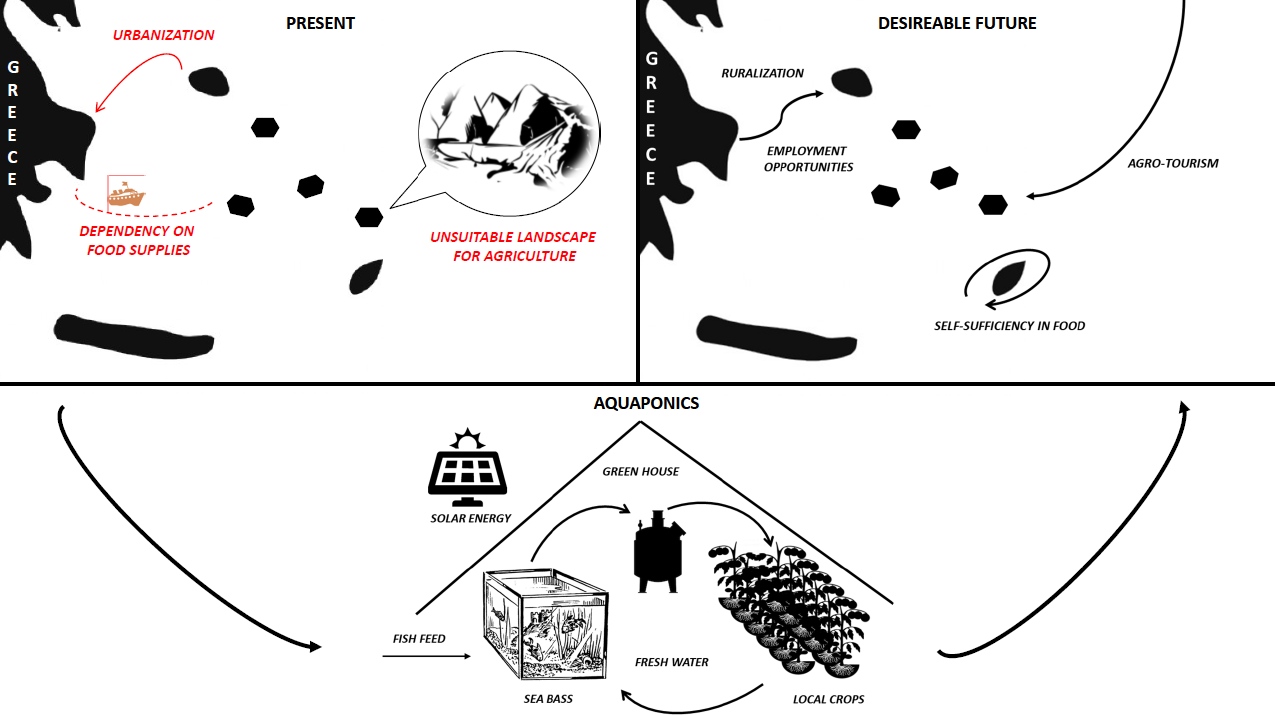 PRESENT
URBANIZATION
GREECE
DEPENDENCY ON
FOOD SUPPLIES
UNSUITABLE LANDSCAPE
FOR AGRICULTURE
DESIREABLE FUTURE
GREECE
RURALIZATION
EMPLOYMENT
OPPORTUNITIES
AGRO-TOURISM
SELF-SUFFICIENCY IN FOOD
AQUAPONICS
GREEN HOUSE
SOLAR ENERGY
FISH FEED
FRESH WATER
SEA BASS
LOCAL CROPS